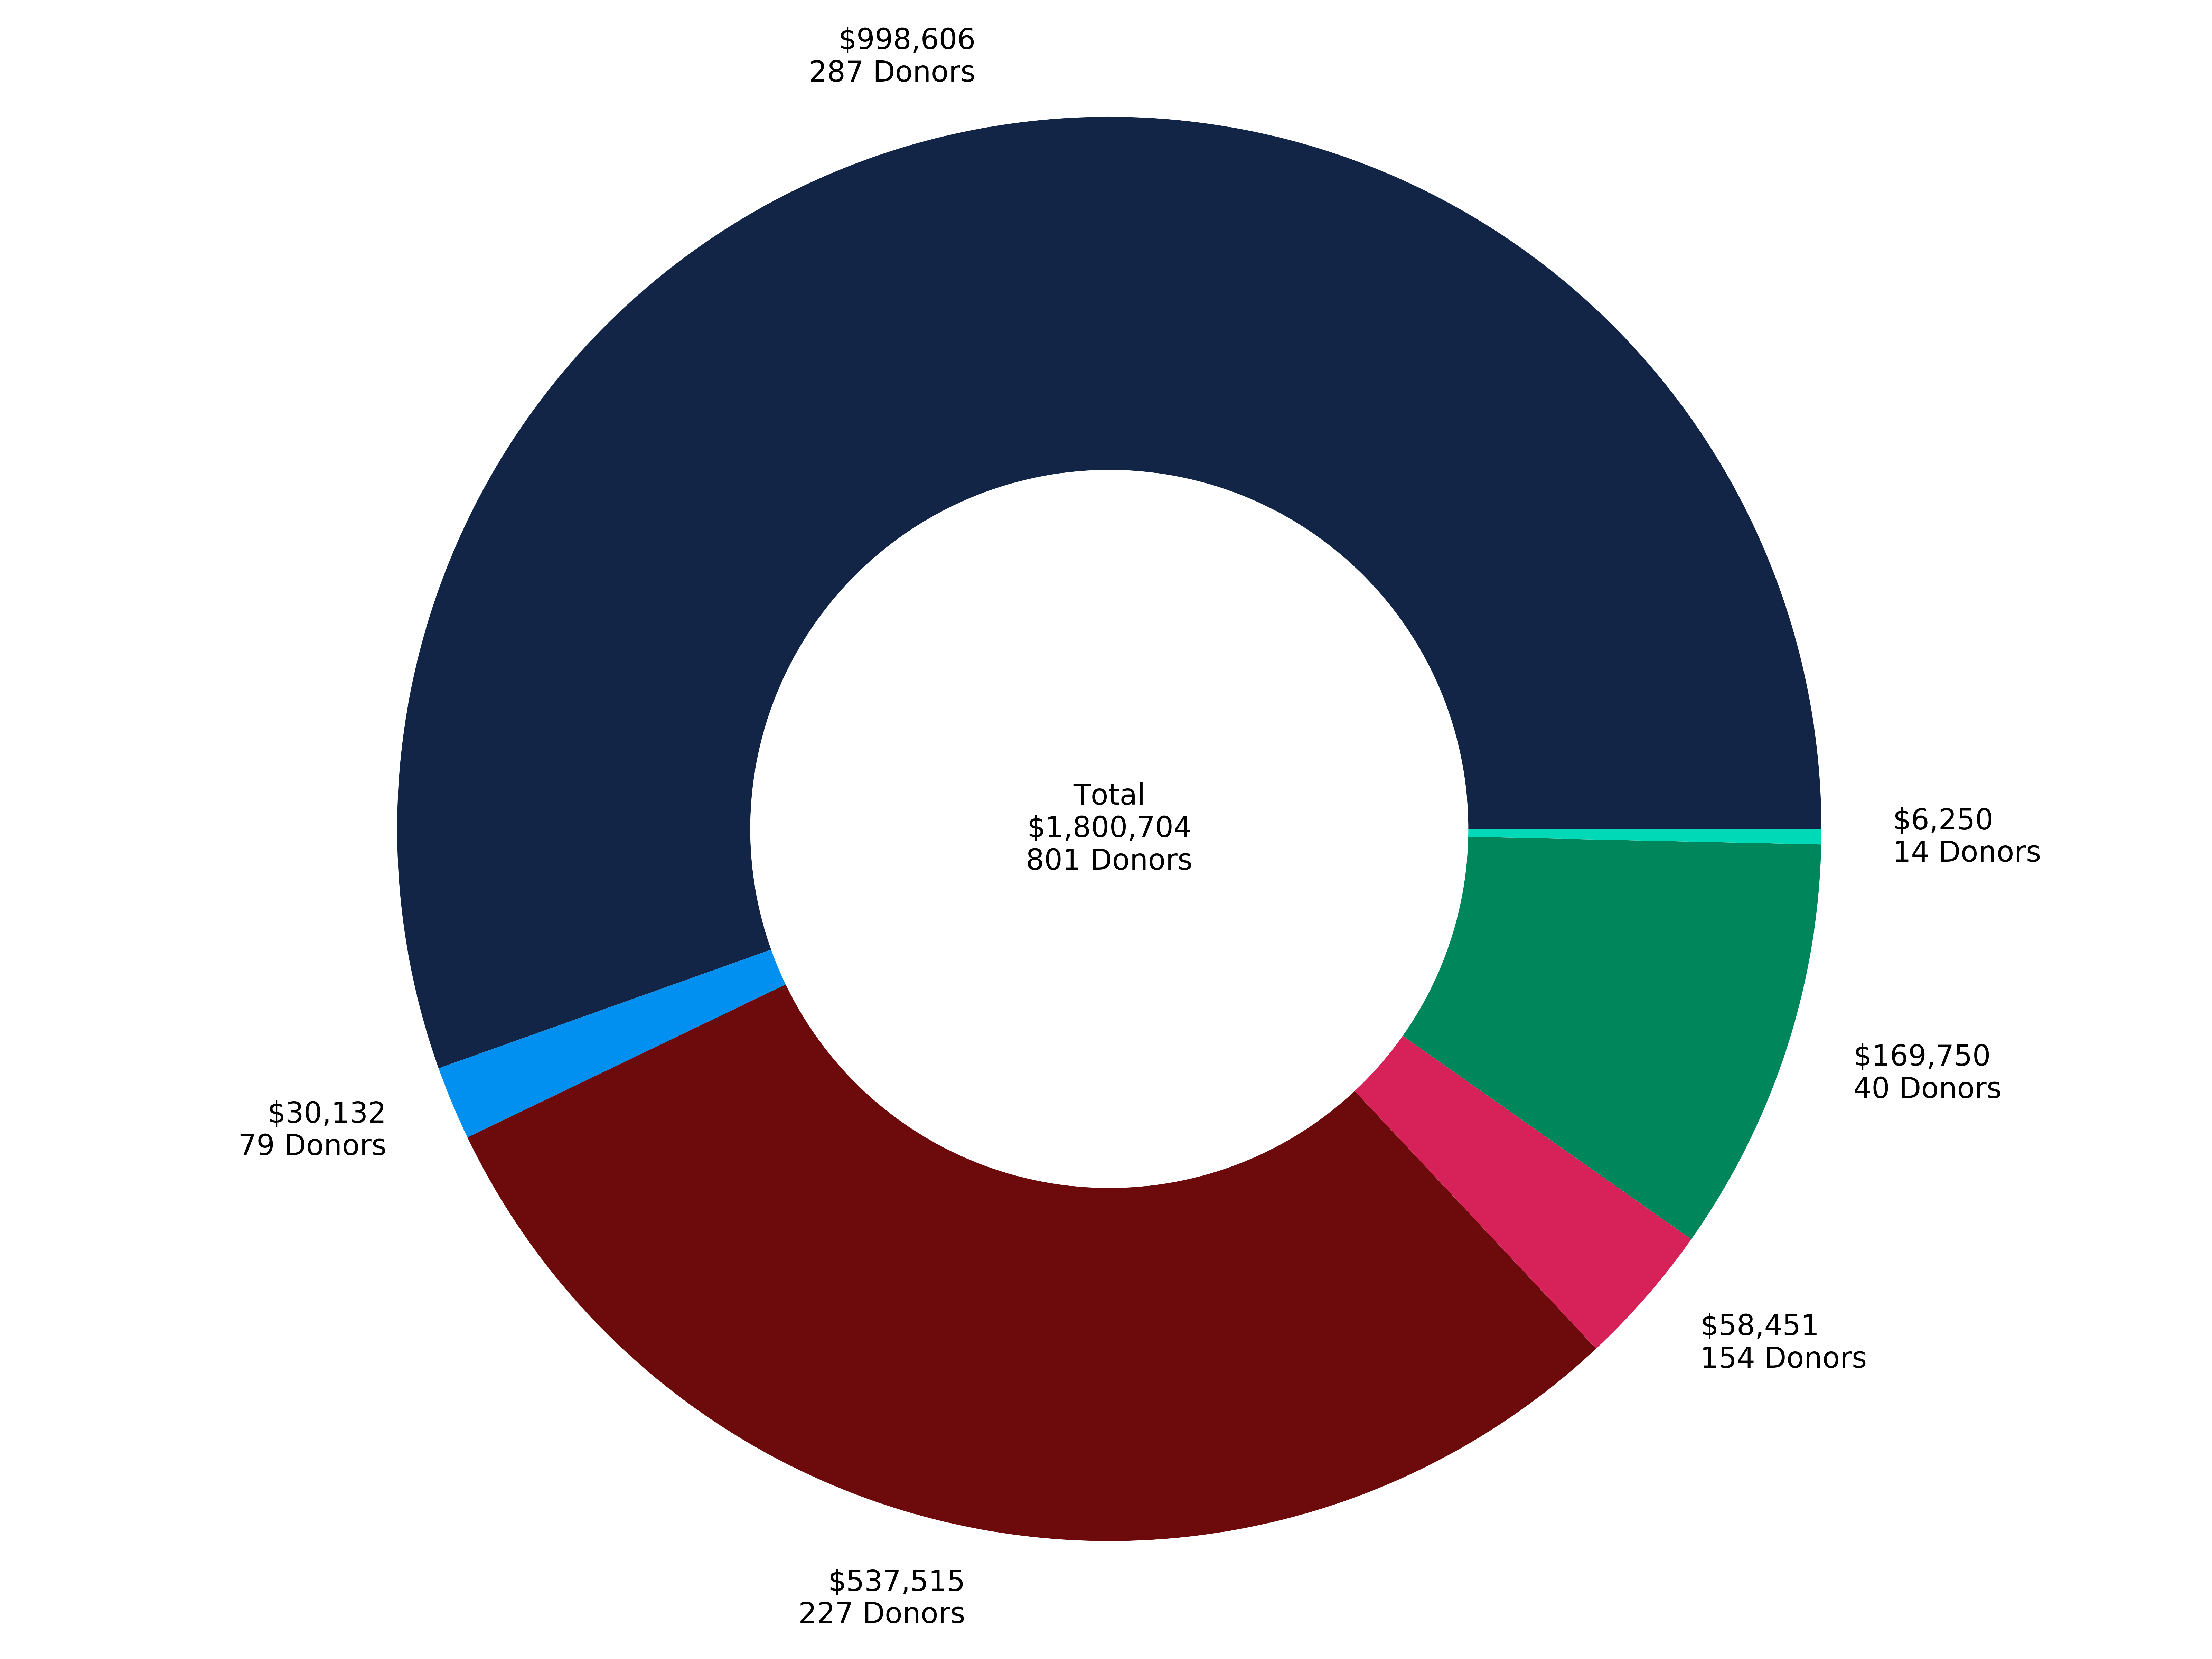 $998,606
287 Donors
Total
$1,800,704
801 Donors
$6,250
14 Donors
$169,750
40 Donors
$30,132
79 Donors
$58,451
154 Donors
$537,515
227 Donors